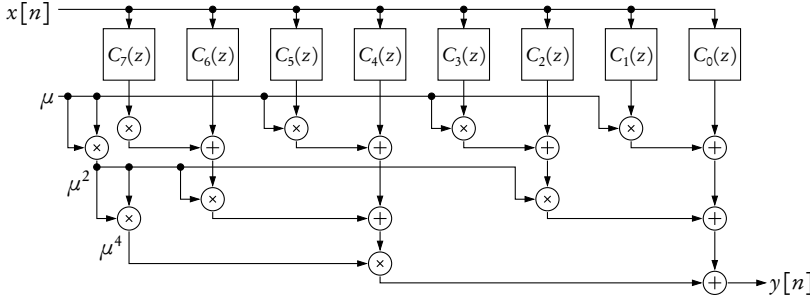 x[n]
C₇(z) C₆(z) C₅(z) C₄(z) C₃(z) C₂(z) C₁(z) C₀(z)
μ
× × × ×
× + + + +
μ²
× ×
× + +
μ⁴
×
+ y[n]